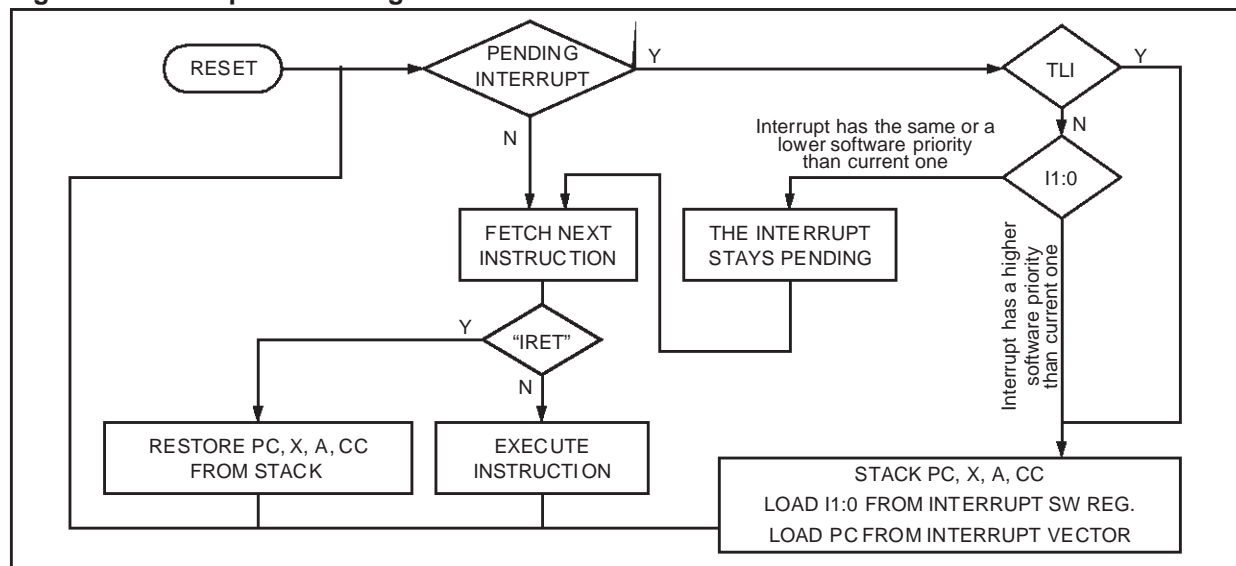 RESET
PENDING
INTERRUPT
Y
TLI
Y
N
N
Interrupt has the same or a
lower software priority
than current one
I1:0
FETCH NEXT
INSTRUCTION
THE INTERRUPT
STAYS PENDING
Interrupt has a higher
software priority
than current one
Y
“IRET”
N
RESTORE PC, X, A, CC
FROM STACK
EXECUTE
INSTRUCTION
STACK PC, X, A, CC
LOAD I1:0 FROM INTERRUPT SW REG.
LOAD PC FROM INTERRUPT VECTOR